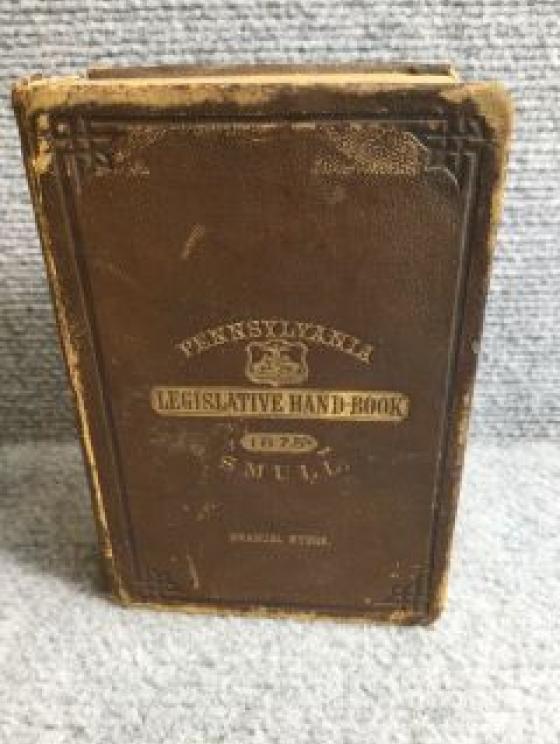 PENNSYLVANIA
LEGISLATIVE HAND-BOOK
1875
SMULL.